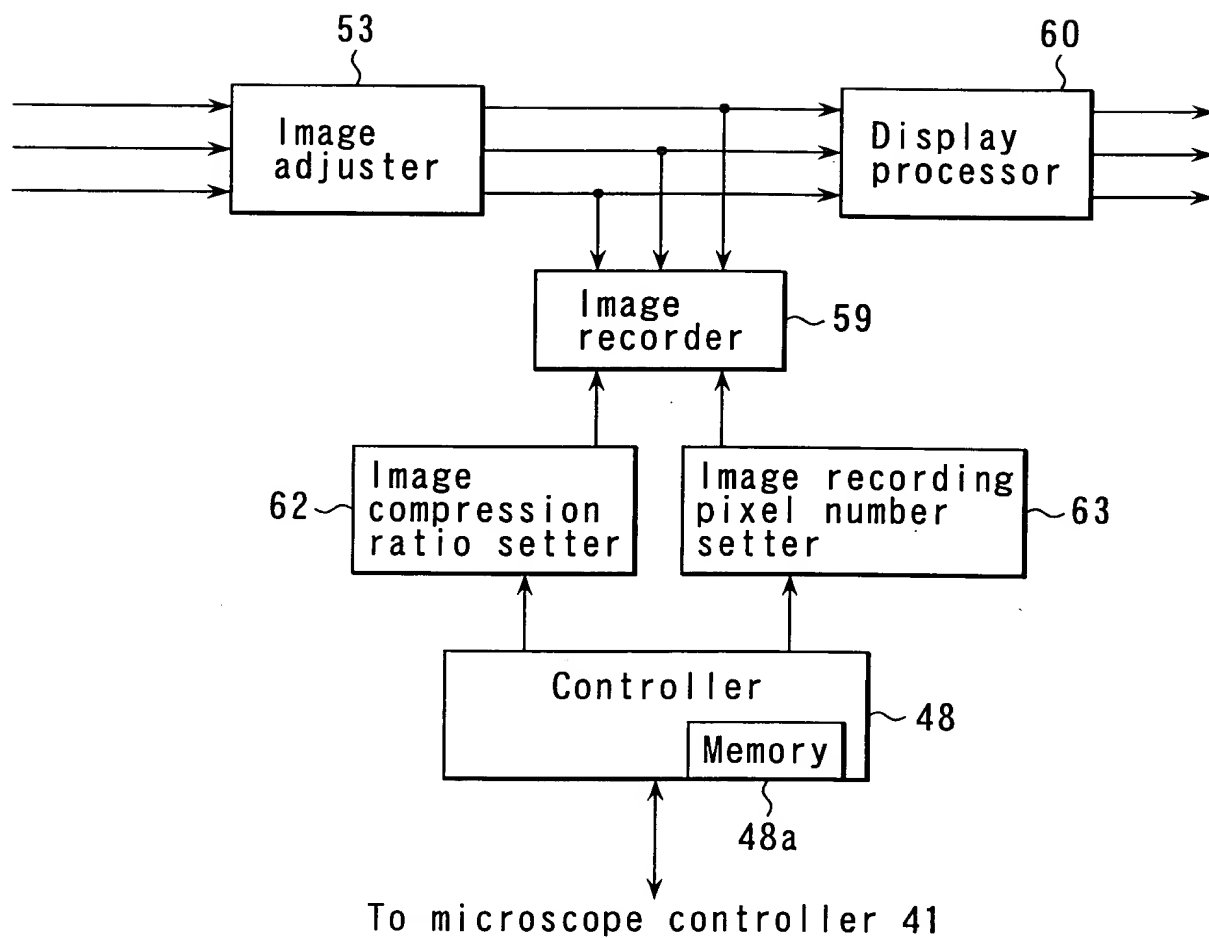 53
60
Image
adjuster
Display
processor
Image
recorder
59
Image
compression
ratio setter
62
Image recording
pixel number
setter
63
Controller
48
Memory
48a
To microscope controller 41